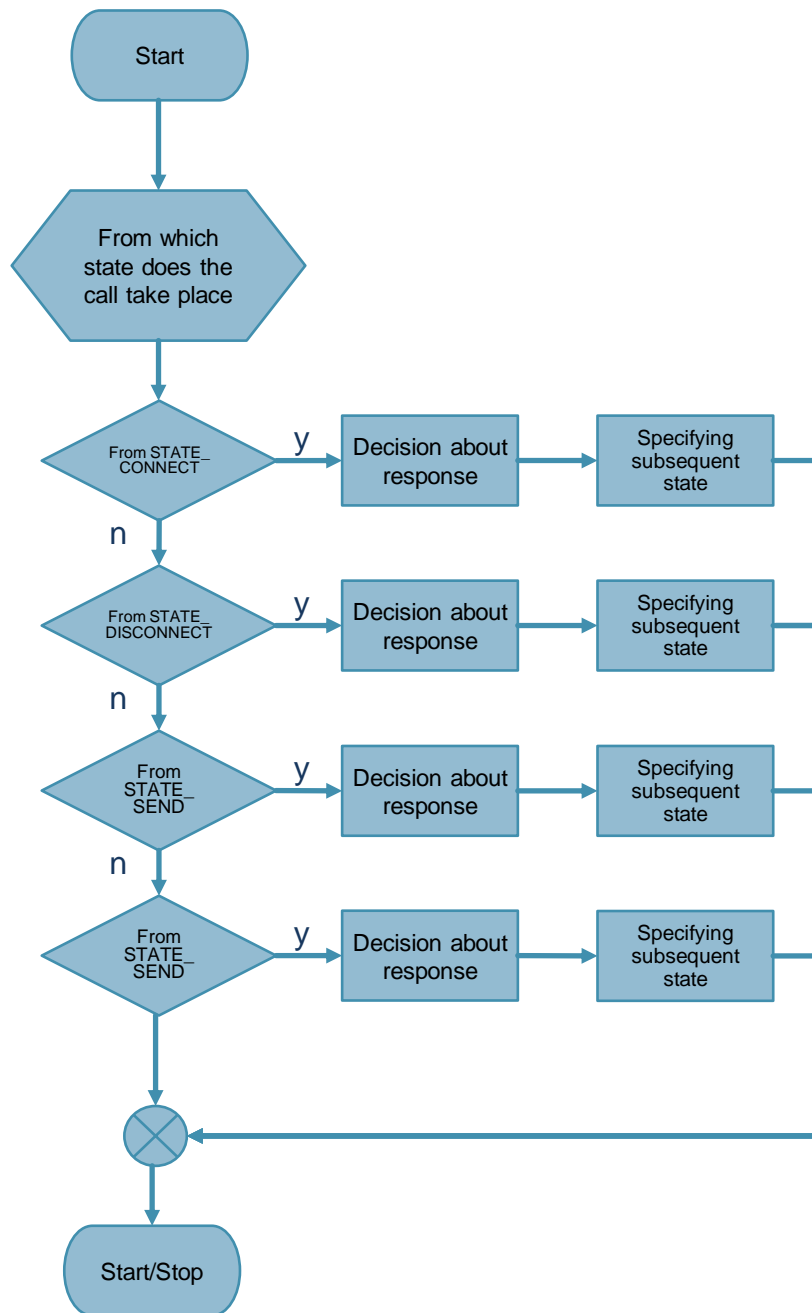 Start
From which
state does the
call take place
From STATE_
CONNECT
y
Decision about
response
Specifying
subsequent
state
n
From STATE_
DISCONNECT
y
Decision about
response
Specifying
subsequent
state
n
From
STATE_
SEND
y
Decision about
response
Specifying
subsequent
state
n
From
STATE_
SEND
y
Decision about
response
Specifying
subsequent
state
Start/Stop